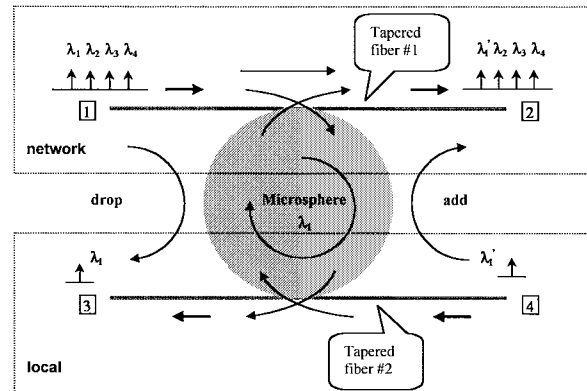 λ₁ λ₂ λ₃ λ₄
Tapered
fiber #1
λ₁' λ₂ λ₃ λ₄
1
2
network
drop
Microsphere
λ₁
add
λ₁
λ₁'
3
4
local
Tapered
fiber #2